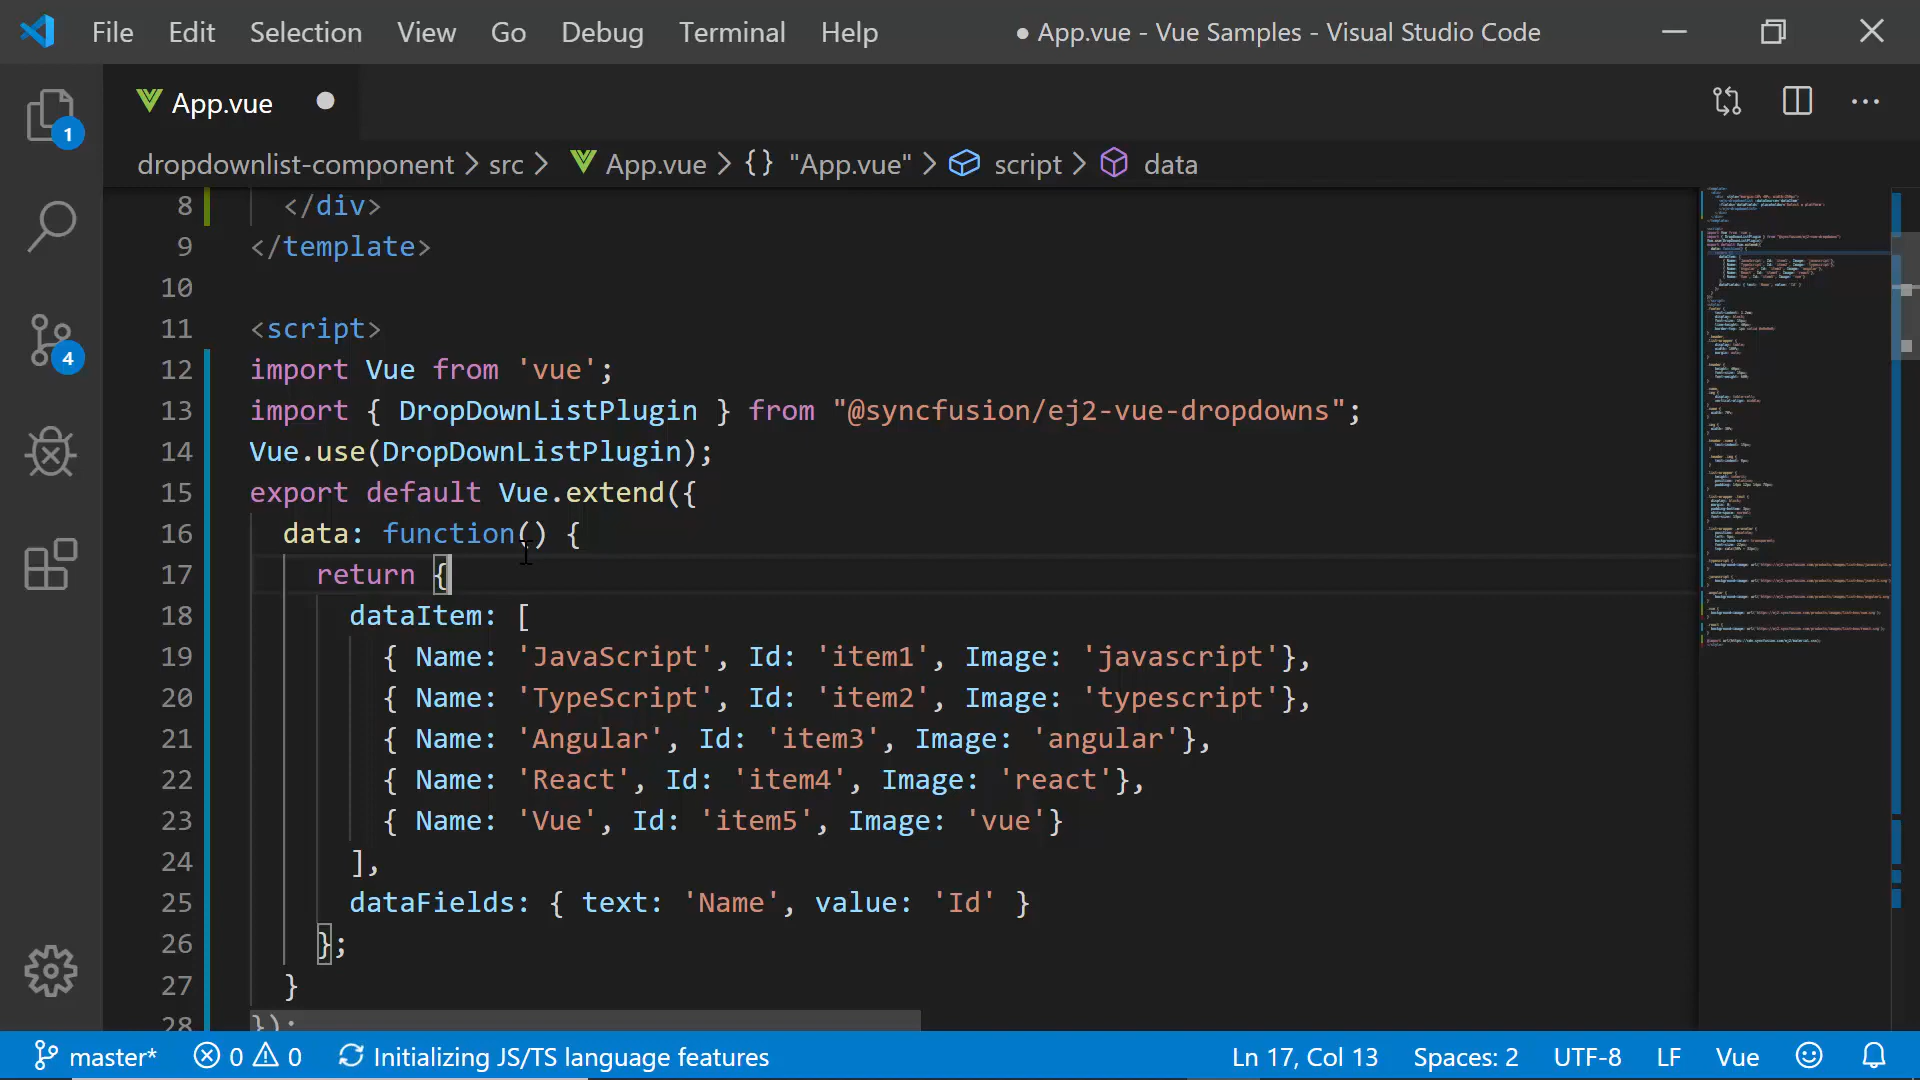 File Edit Selection View Go Debug Terminal Help ● App.vue - Vue Samples - Visual Studio Code
App.vue
1
dropdownlist-component > src > App.vue > {} "App.vue" > script > data
4
8 </div>
9 </template>
10
11 <script>
12 import Vue from 'vue';
13 import { DropDownListPlugin } from "@syncfusion/ej2-vue-dropdowns";
14 Vue.use(DropDownListPlugin);
15 export default Vue.extend({
16 data: function() {
17 return {
18 dataItem: [
19 { Name: 'JavaScript', Id: 'item1', Image: 'javascript'},
20 { Name: 'TypeScript', Id: 'item2', Image: 'typescript'},
21 { Name: 'Angular', Id: 'item3', Image: 'angular'},
22 { Name: 'React', Id: 'item4', Image: 'react'},
23 { Name: 'Vue', Id: 'item5', Image: 'vue'}
24 ],
25 dataFields: { text: 'Name', value: 'Id' }
26 };
27 }
28 });
master* 0 0 Initializing JS/TS language features Ln 17, Col 13 Spaces: 2 UTF-8 LF Vue